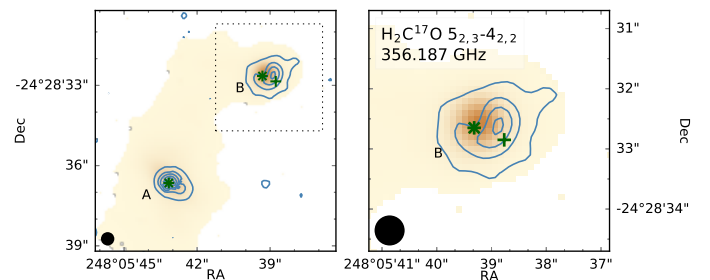 H₂C¹⁷O 5₂,₃-4₂,₂
356.187 GHz
31"
-24°28'33"
B
32"
Dec
Dec
B
33"
36"
A
-24°28'34"
39"
248°05'45"
42"
39"
RA
248°05'41"
40"
39"
38"
37"
RA